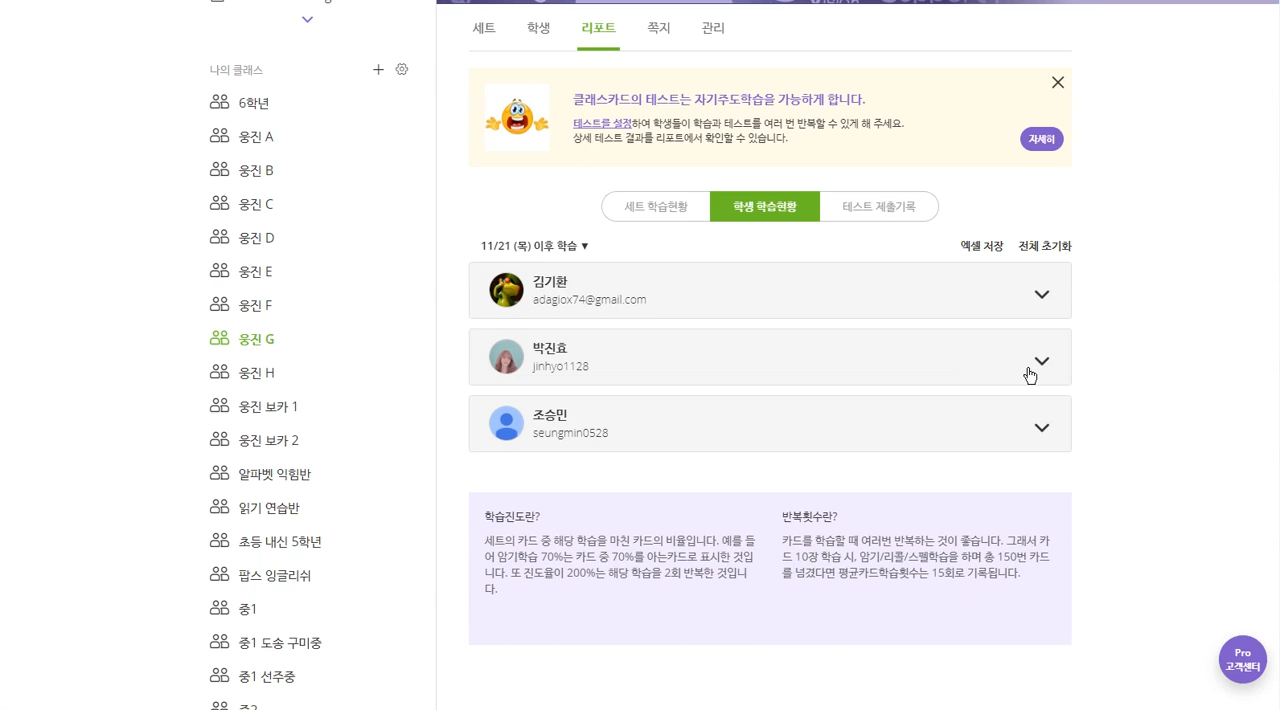 세트
학생
리포트
쪽지
관리
나의 클래스
6학년
웅진 A
웅진 B
웅진 C
웅진 D
웅진 E
웅진 F
웅진 G
웅진 H
웅진 보카 1
웅진 보카 2
알파벳 익힘반
읽기 연습반
초등 내신 5학년
팝스 잉글리쉬
중1
중1 도송 구미중
중1 선주중
클래스카드의 테스트는 자기주도학습을 가능하게 합니다.
테스트를 설정하여 학생들이 학습과 테스트를 여러 번 반복할 수 있게 해 주세요.
상세 테스트 결과를 리포트에서 확인할 수 있습니다.
자세히
세트 학습현황
학생 학습현황
테스트 제출기록
11/21 (목) 이후 학습 ▼
엑셀 저장
전체 초기화
김기환
adagiox74@gmail.com
박진효
jinhyo1128
조승민
seungmin0528
학습진도란?
세트의 카드 중 해당 학습을 마친 카드의 비율입니다. 예를 들
어 암기학습 70%는 카드 중 70%를 아는카드로 표시한 것입
니다. 또 진도율이 200%는 해당 학습을 2회 반복한 것입니
다.
반복횟수란?
카드를 학습할 때 여러번 반복하는 것이 좋습니다. 그래서 카
드 10장 학습 시, 암기/리콜/스펠학습을 하며 총 150번 카드
를 넘겼다면 평균카드학습횟수는 15회로 기록됩니다.
Pro
고객센터